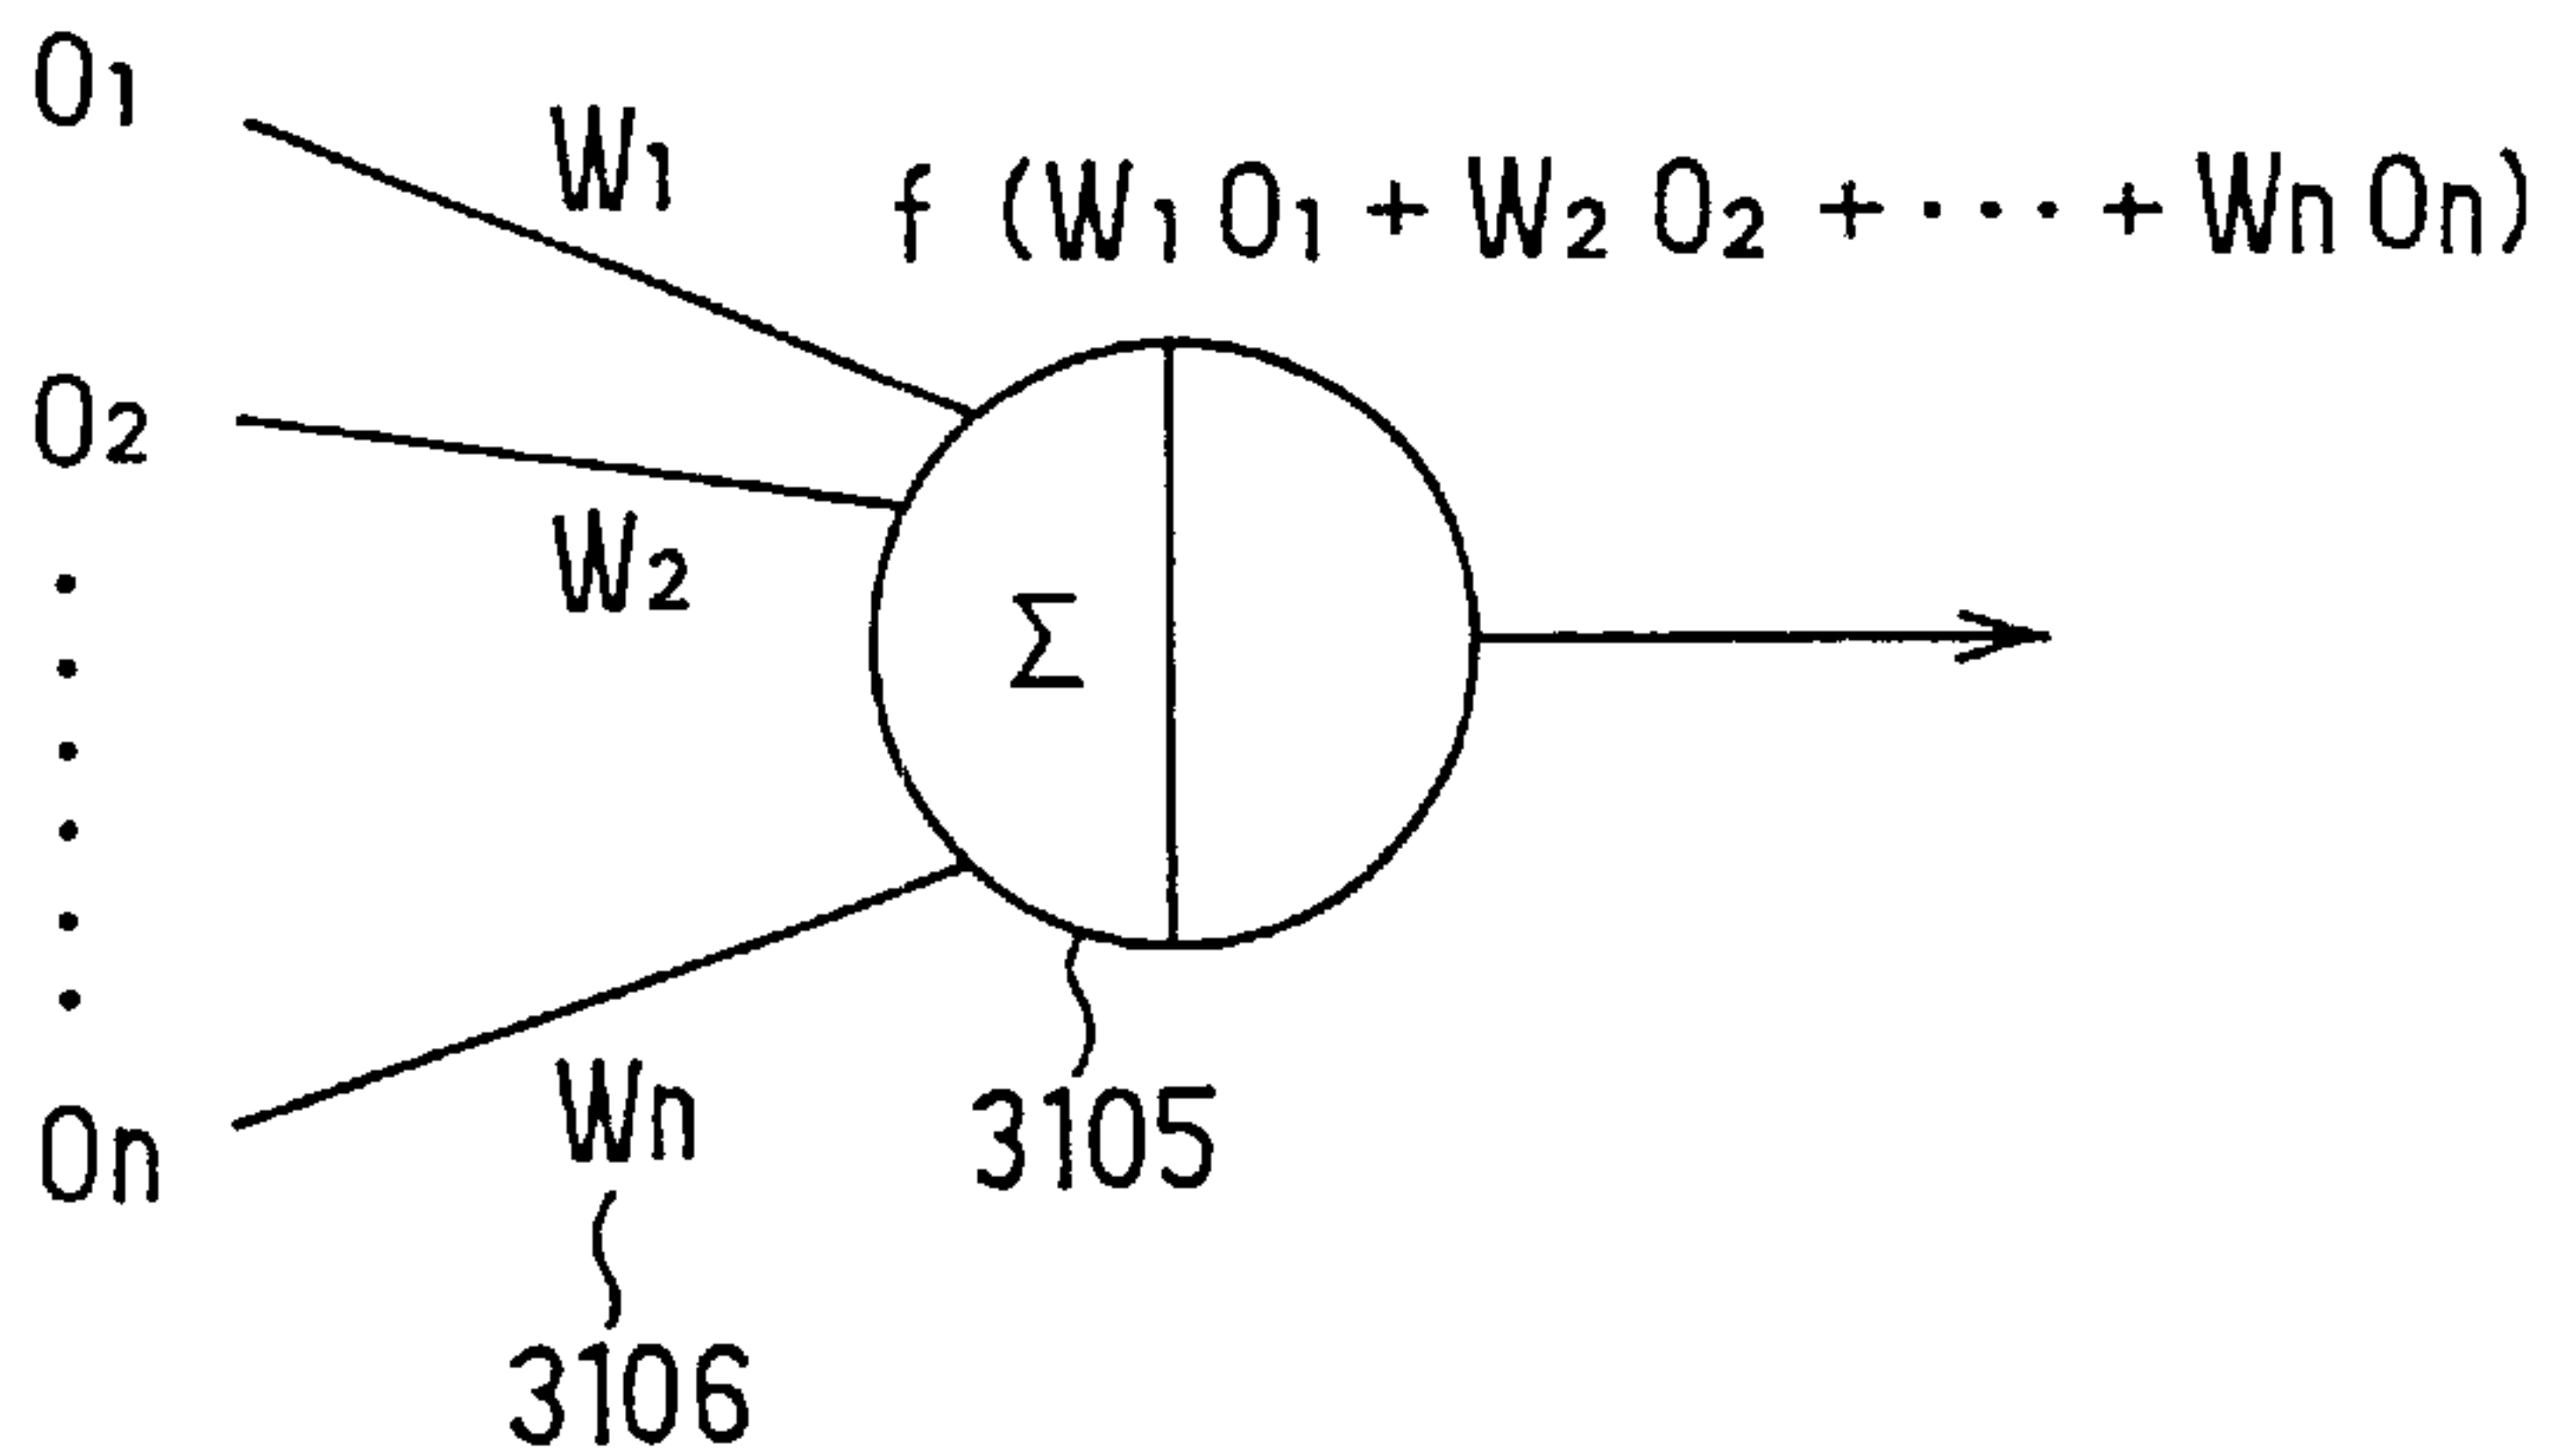 O1
W1
f (W1 O1 + W2 O2 + ··· + Wn On)
O2
W2
Σ
On
Wn
3105
3106